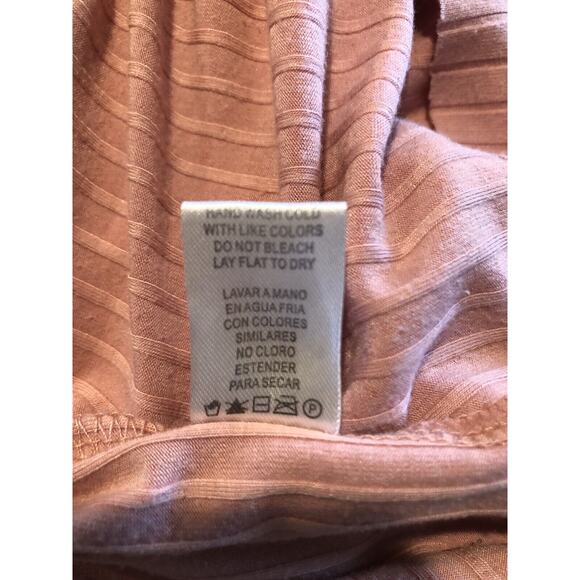 HAND WASH COLD
WITH LIKE COLORS
DO NOT BLEACH
LAY FLAT TO DRY
LAVAR A MANO
EN AGUA FRIA
CON COLORES
SIMILARES
NO CLORO
ESTENDER
PARA SECAR
P